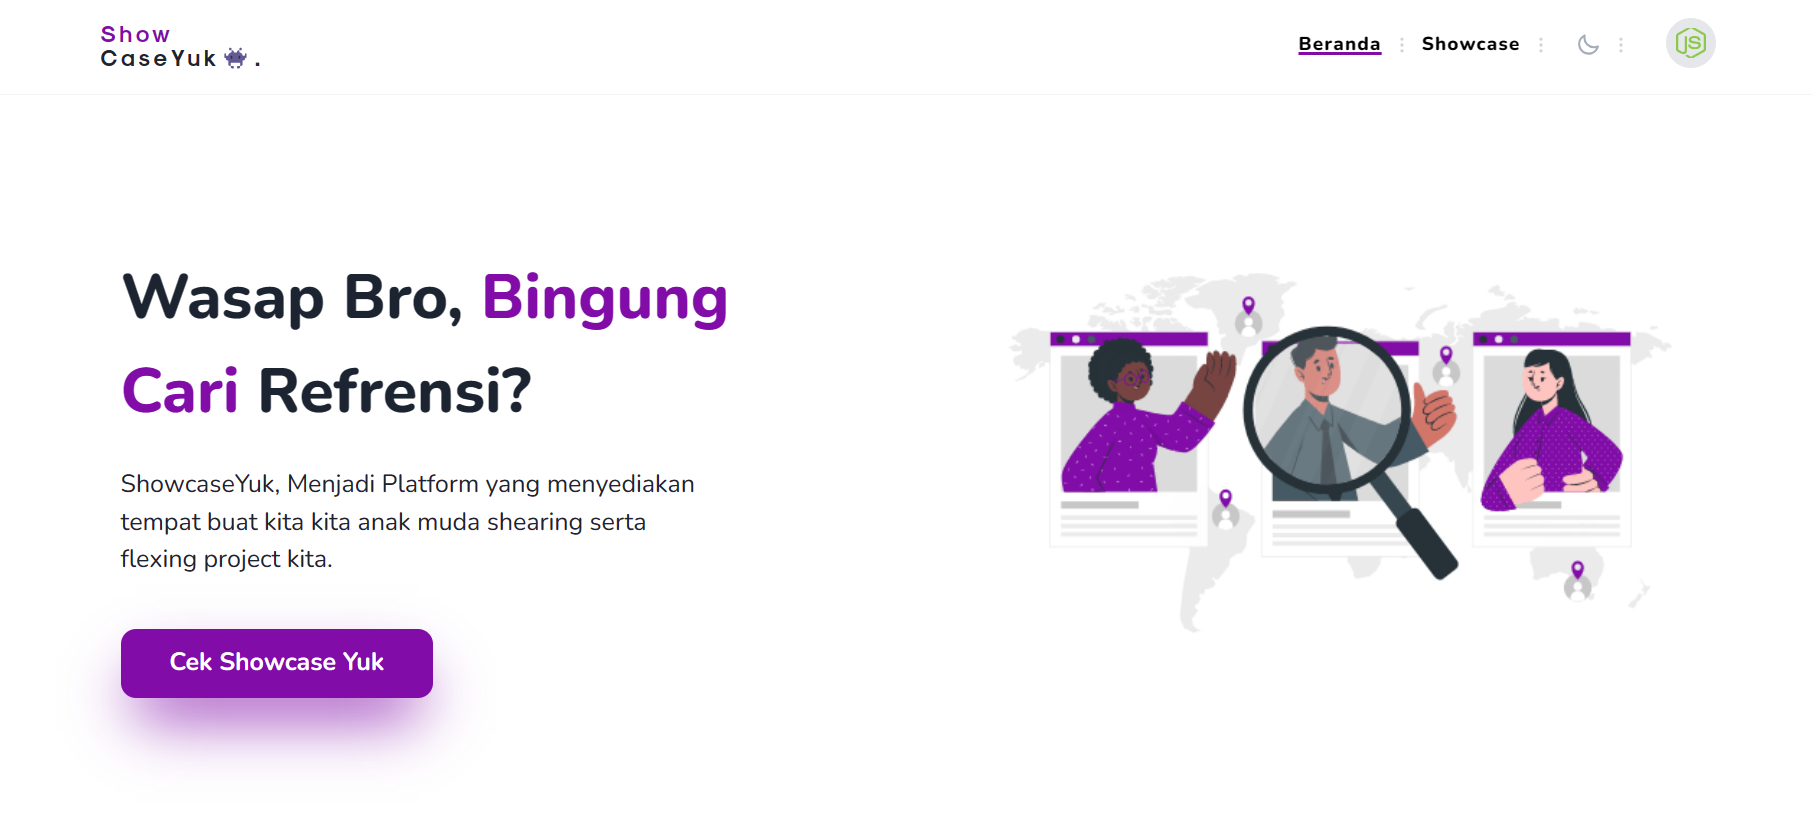 Show
CaseYuk 👾 .
Beranda
Showcase
JS
Wasap Bro, Bingung
Cari Refrensi?
ShowcaseYuk, Menjadi Platform yang menyediakan
tempat buat kita kita anak muda shearing serta
flexing project kita.
Cek Showcase Yuk